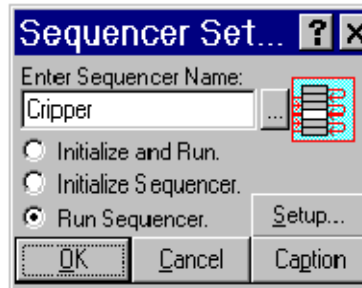 Sequencer Set... ? ×
Enter Sequencer Name:
Cripper ...
Initialize and Run.
Initialize Sequencer.
Run Sequencer. Setup...
OK Cancel Caption